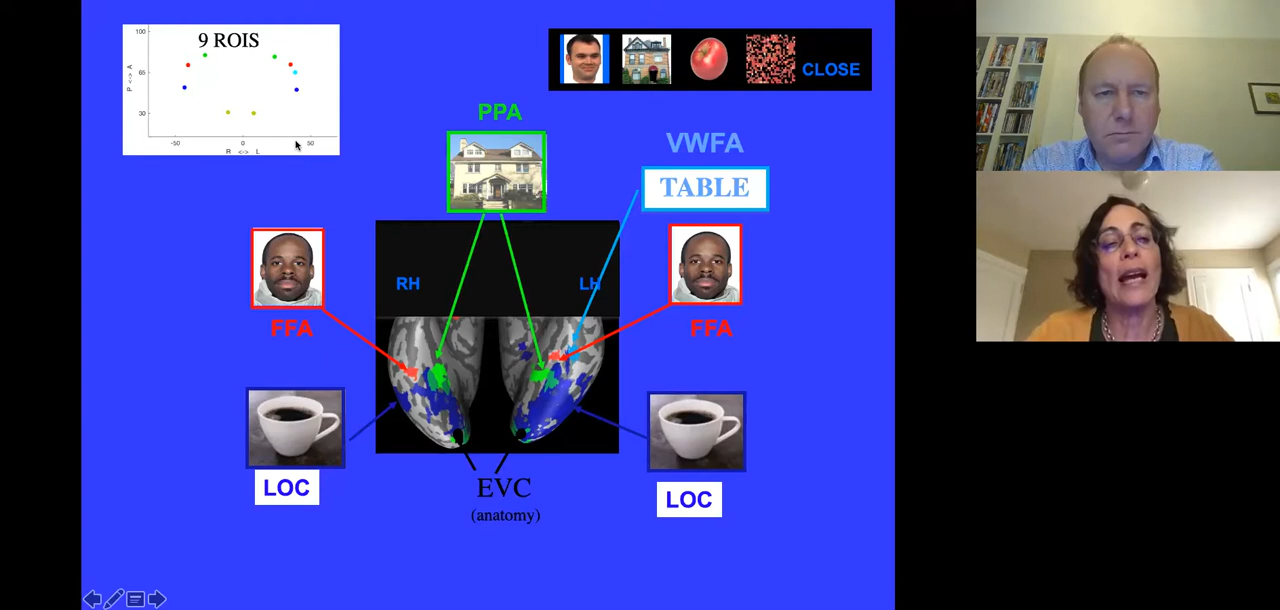 9 ROIS
100
65
30
P <-> A
-50
0
50
R <-> L
CLOSE
PPA
VWFA
TABLE
RH
LH
FFA
FFA
LOC
LOC
EVC
(anatomy)